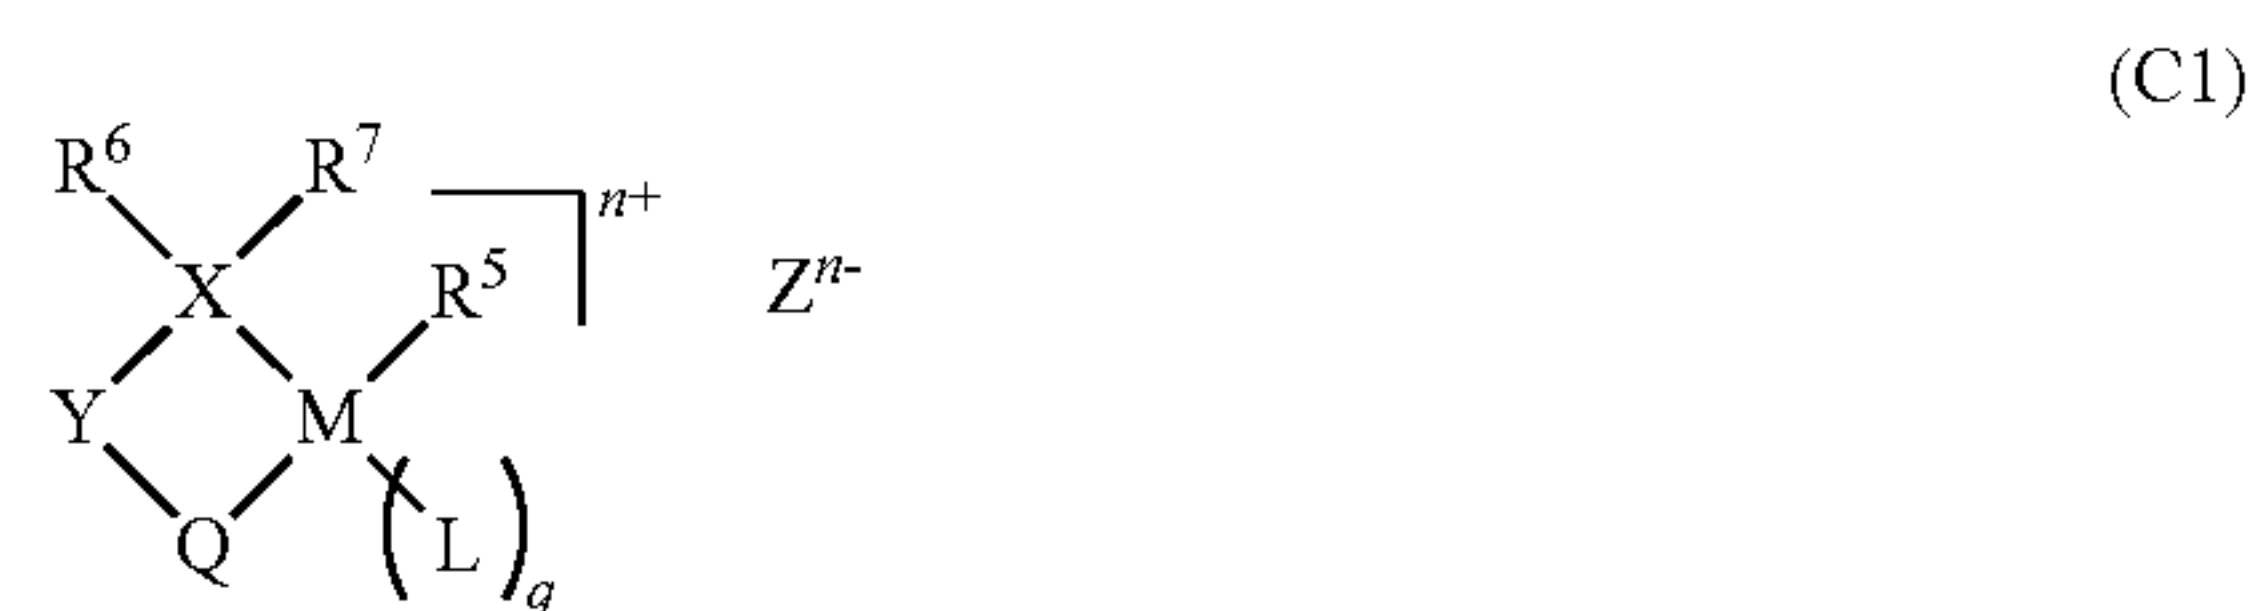 (C1)
R⁶ R⁷
n+
X R⁵ Zⁿ⁻
Y M
Q (L)q